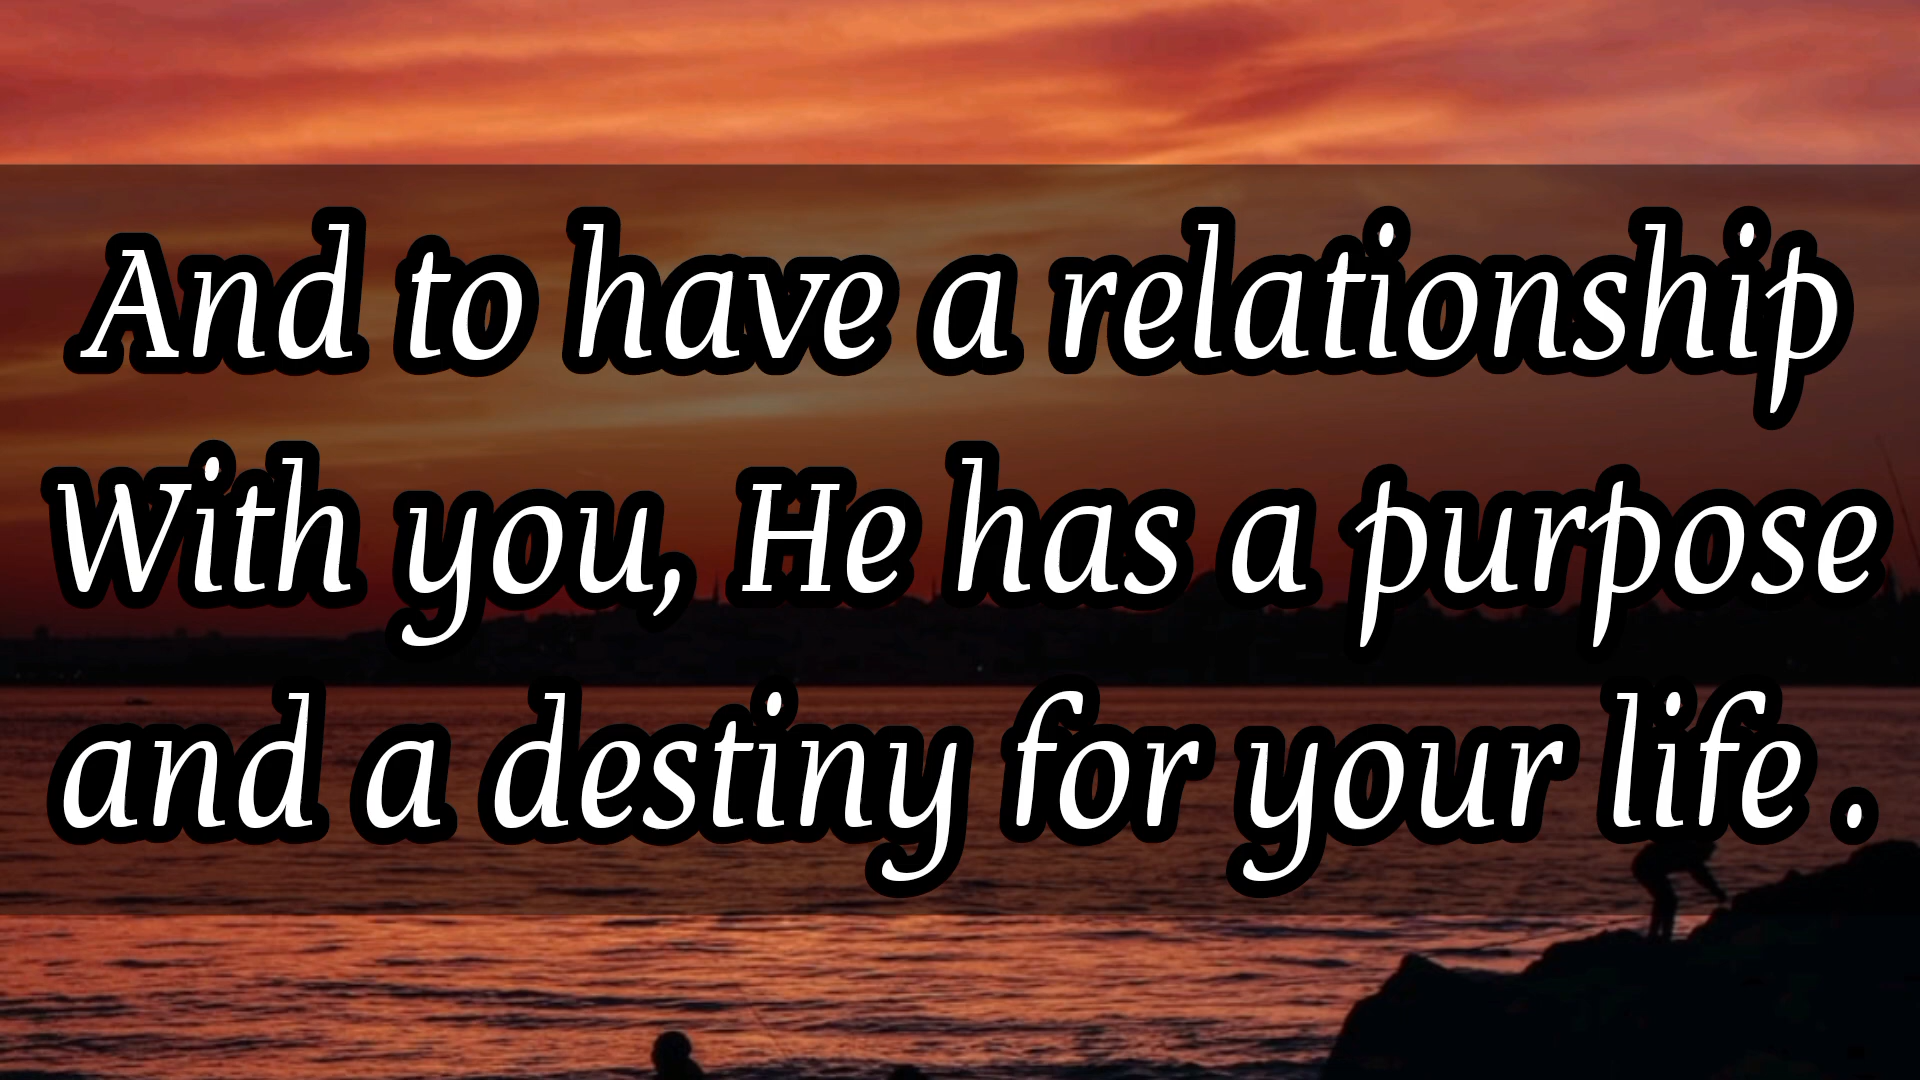 And to have a relationship
With you, He has a purpose
and a destiny for your life .